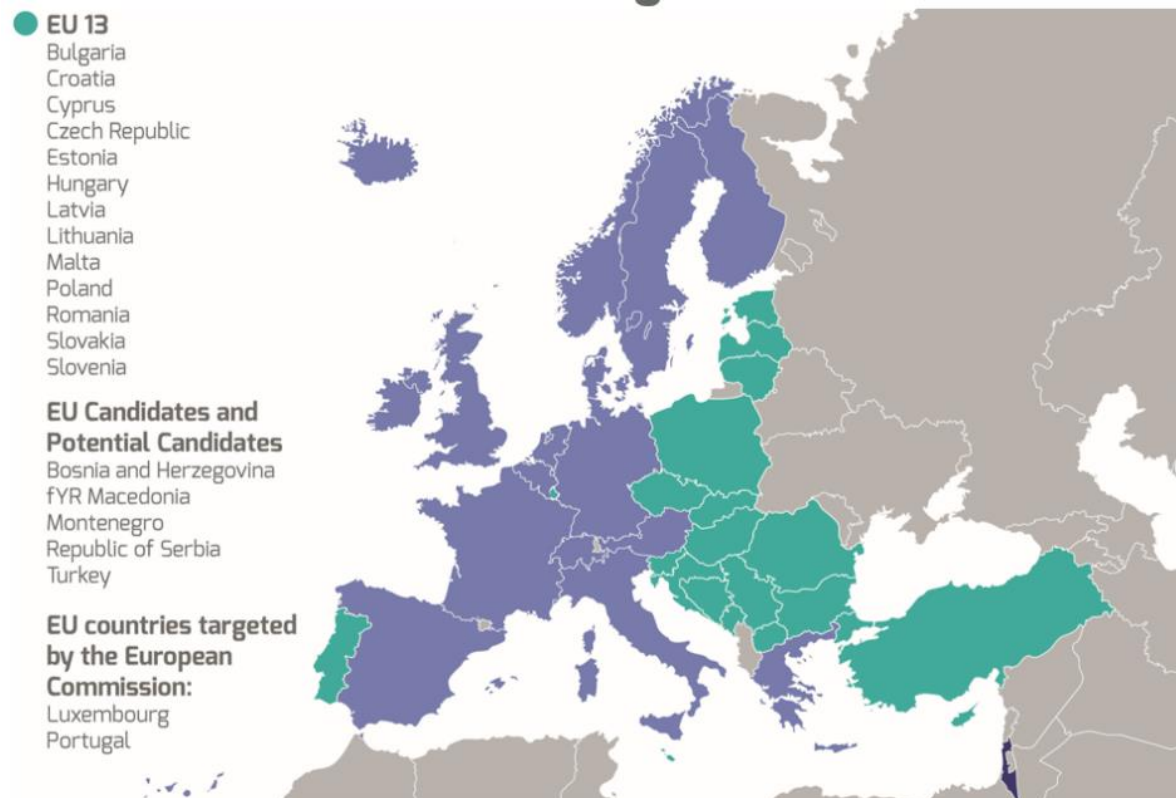 EU 13
Bulgaria
Croatia
Cyprus
Czech Republic
Estonia
Hungary
Latvia
Lithuania
Malta
Poland
Romania
Slovakia
Slovenia
EU Candidates and
Potential Candidates
Bosnia and Herzegovina
fYR Macedonia
Montenegro
Republic of Serbia
Turkey
EU countries targeted
by the European
Commission:
Luxembourg
Portugal